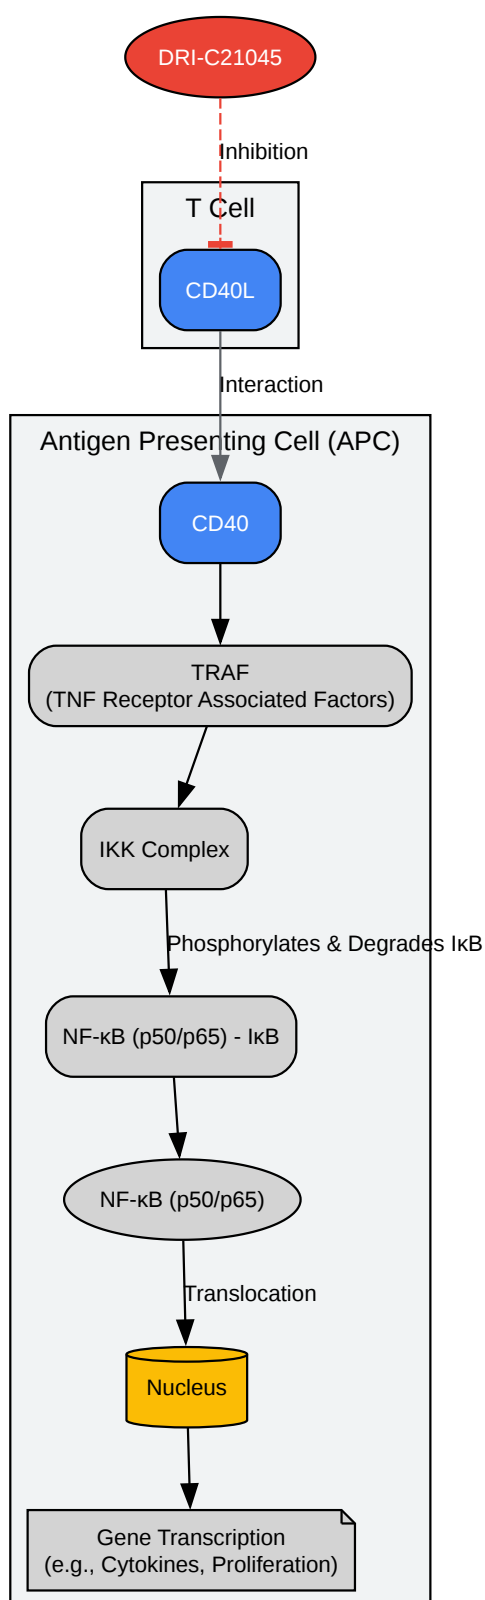 DRI-C21045
Inhibition
T Cell
CD40L
Interaction
Antigen Presenting Cell (APC)
CD40
TRAF
(TNF Receptor Associated Factors)
IKK Complex
Phosphorylates & Degrades IκB
NF-κB (p50/p65) - IκB
NF-κB (p50/p65)
Translocation
Nucleus
Gene Transcription
(e.g., Cytokines, Proliferation)